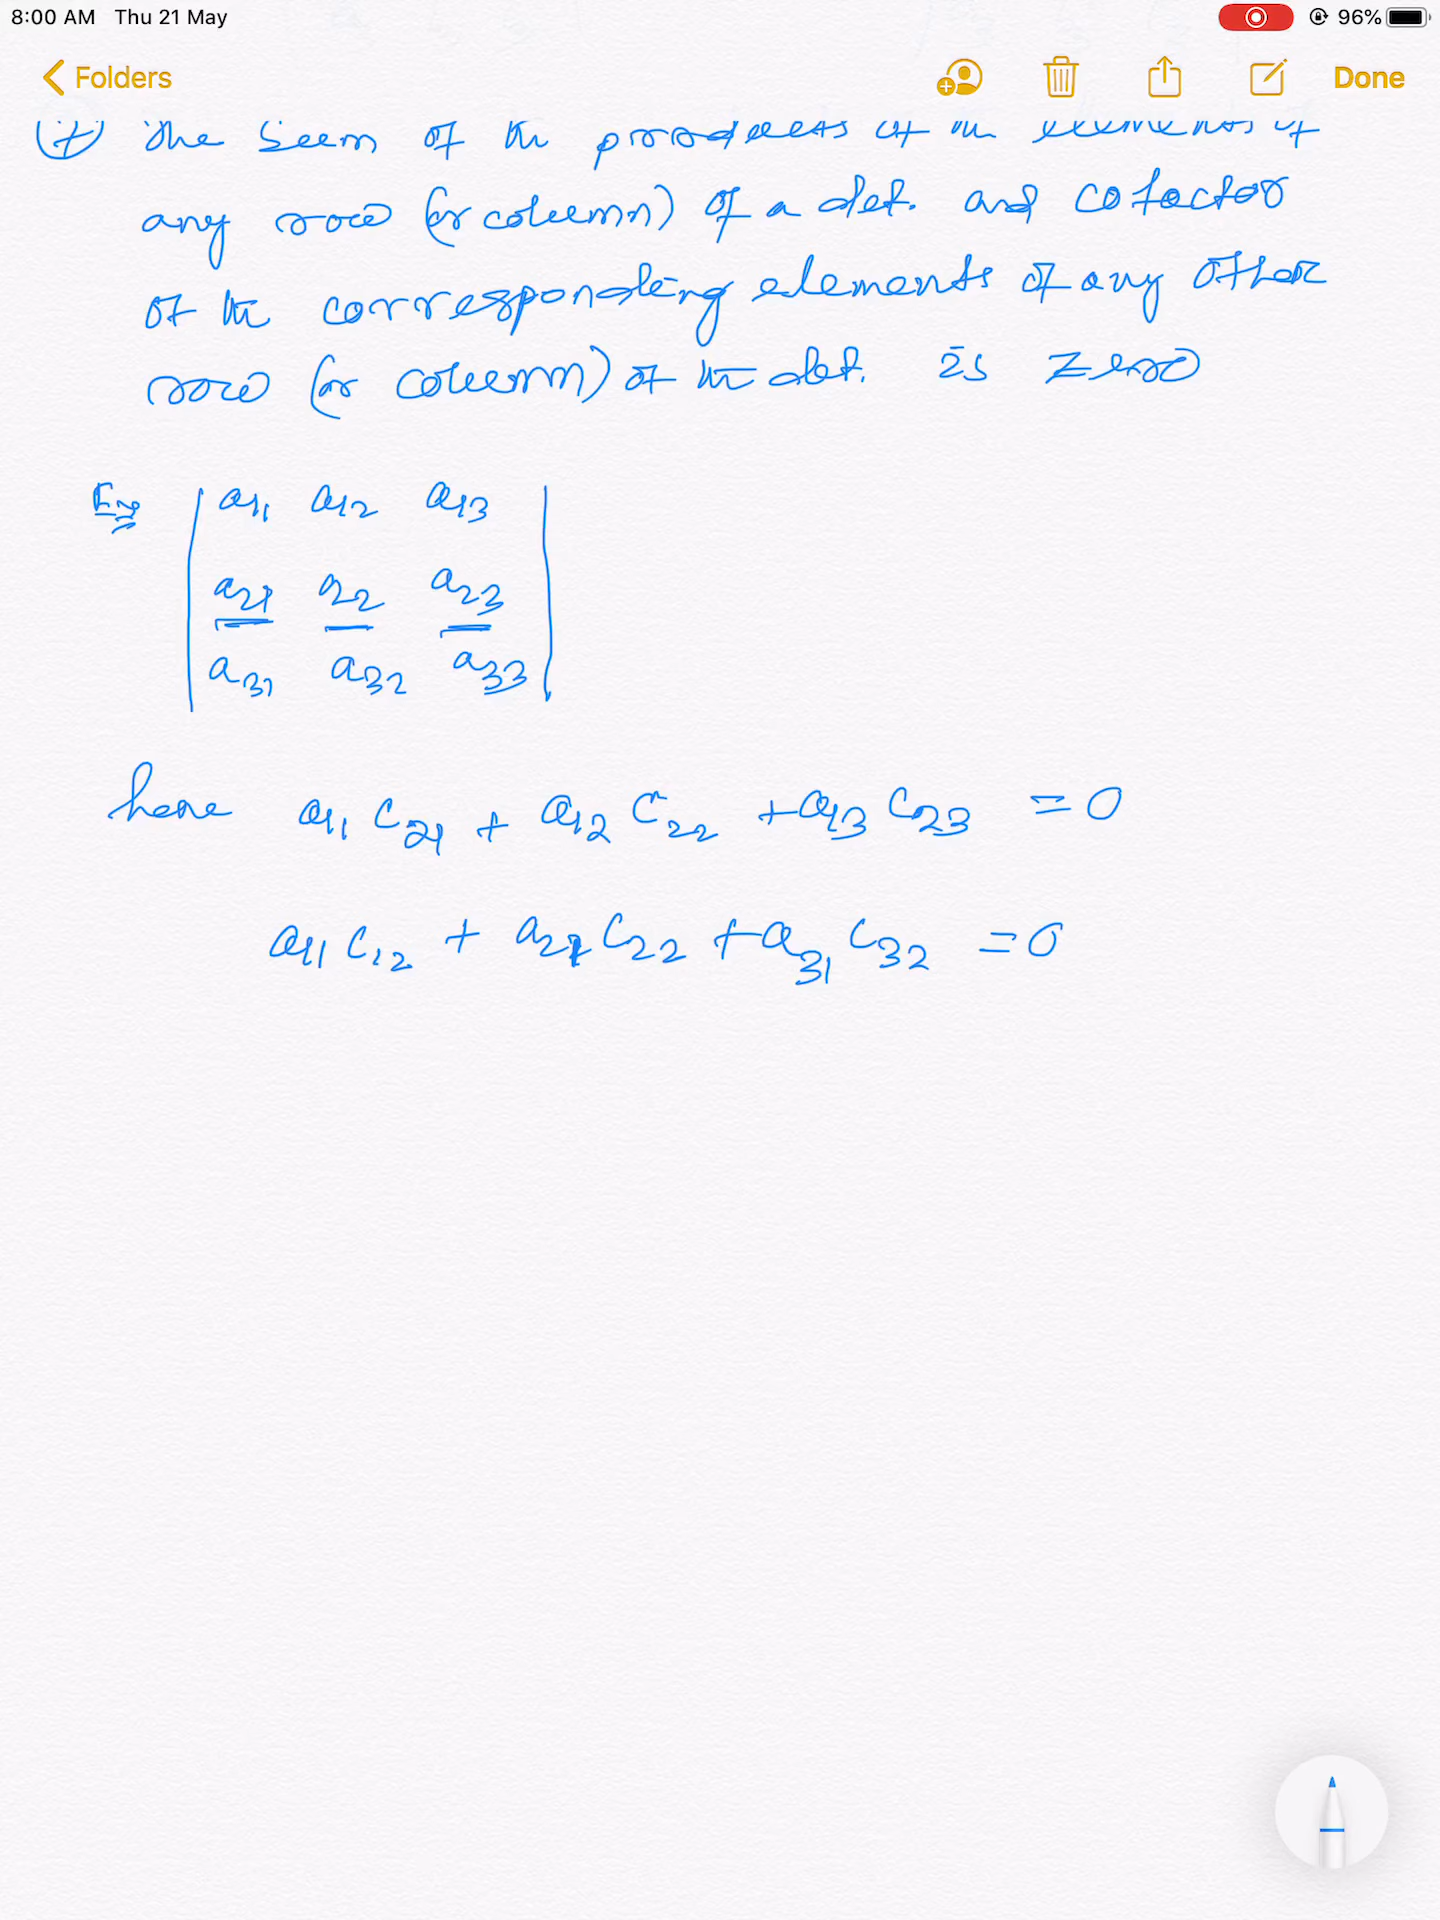 8:00 AM Thu 21 May 96%
Folders Done
The sum of the products of the elements of
any row (or column) of a det. and cofactor
of the corresponding elements of any other
row (or column) of the det. is zero
Ex a11 a12 a13
a21 a22 a23
a31 a32 a33
here a11 C21 + a12 C22 + a13 C23 = 0
a11 C12 + a21 C22 + a31 C32 = 0